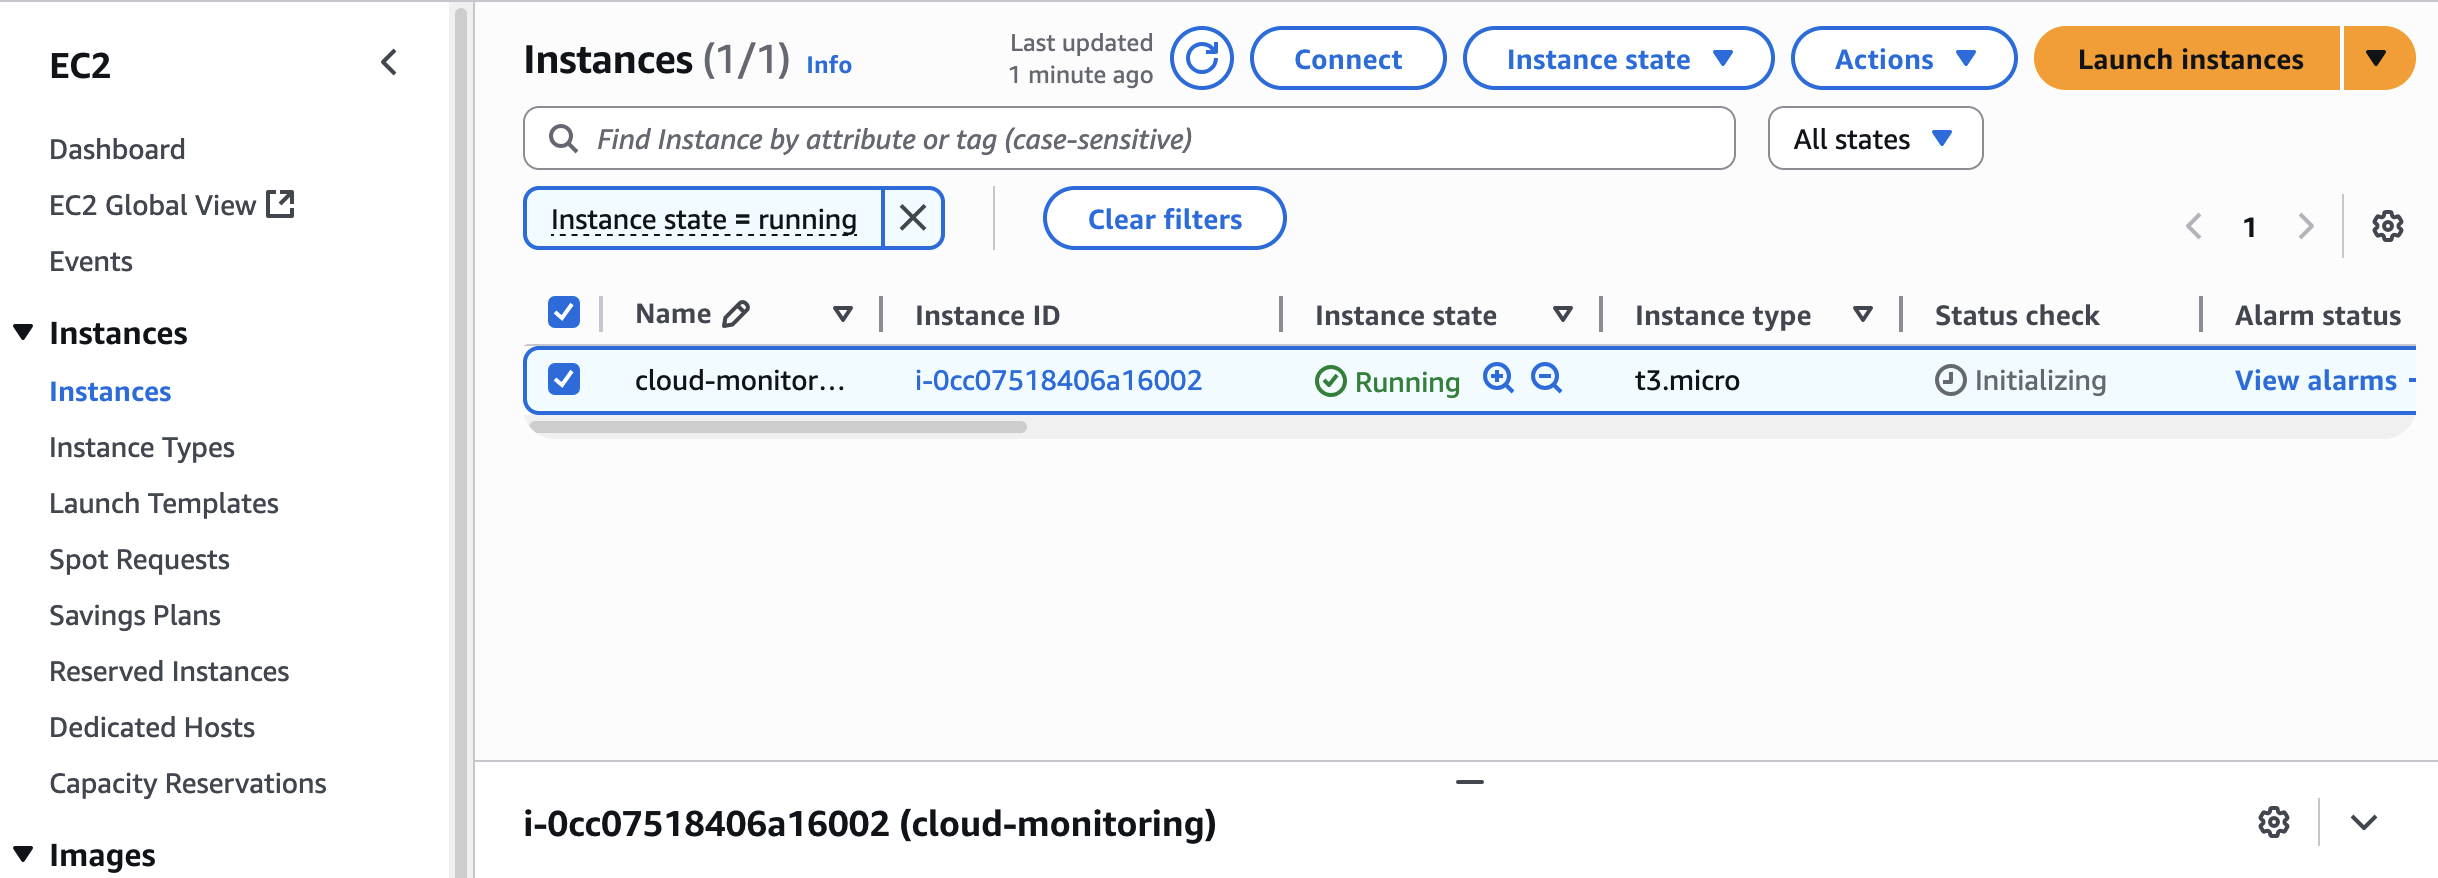 EC2
Dashboard
EC2 Global View
Events
Instances
Instances
Instance Types
Launch Templates
Spot Requests
Savings Plans
Reserved Instances
Dedicated Hosts
Capacity Reservations
Images
Instances (1/1) Info
Last updated
1 minute ago
Connect
Instance state
Actions
Launch instances
Find Instance by attribute or tag (case-sensitive)
All states
Instance state = running
Clear filters
1
Name Instance ID Instance state Instance type Status check Alarm status
cloud-monitor… i-0cc07518406a16002 Running t3.micro Initializing View alarms
i-0cc07518406a16002 (cloud-monitoring)